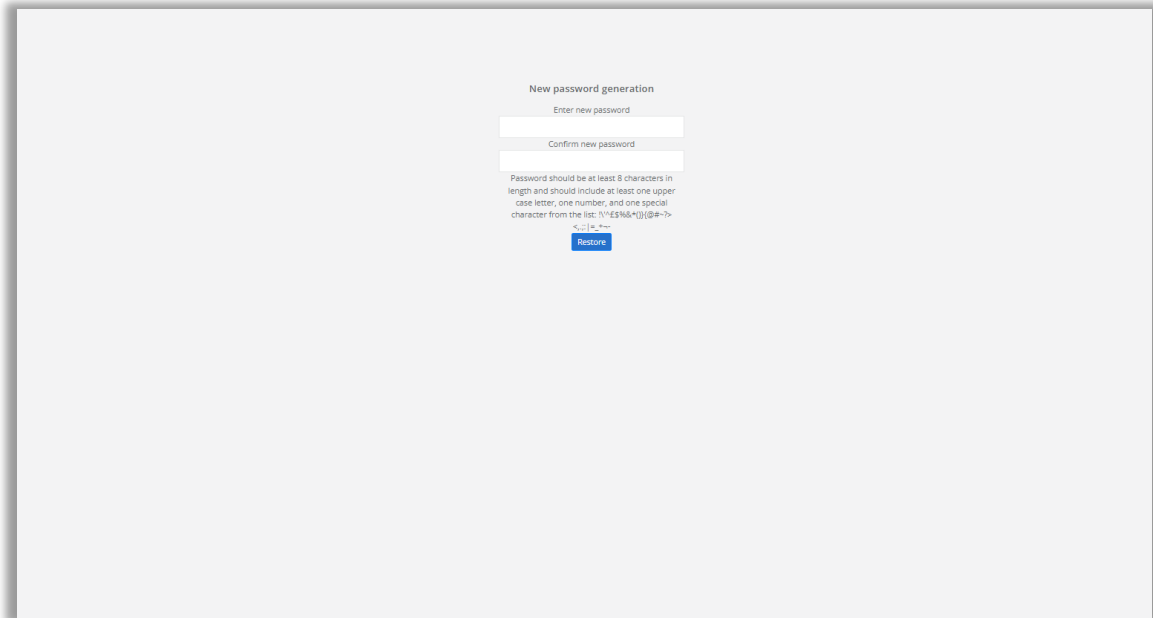 New password generation
Enter new password
Confirm new password
Password should be at least 8 characters in
length and should include at least one upper
case letter, one number, and one special
character from the list: !\'^£$%&*()}{@#~?>
<,.;:|=_+¬-
Restore